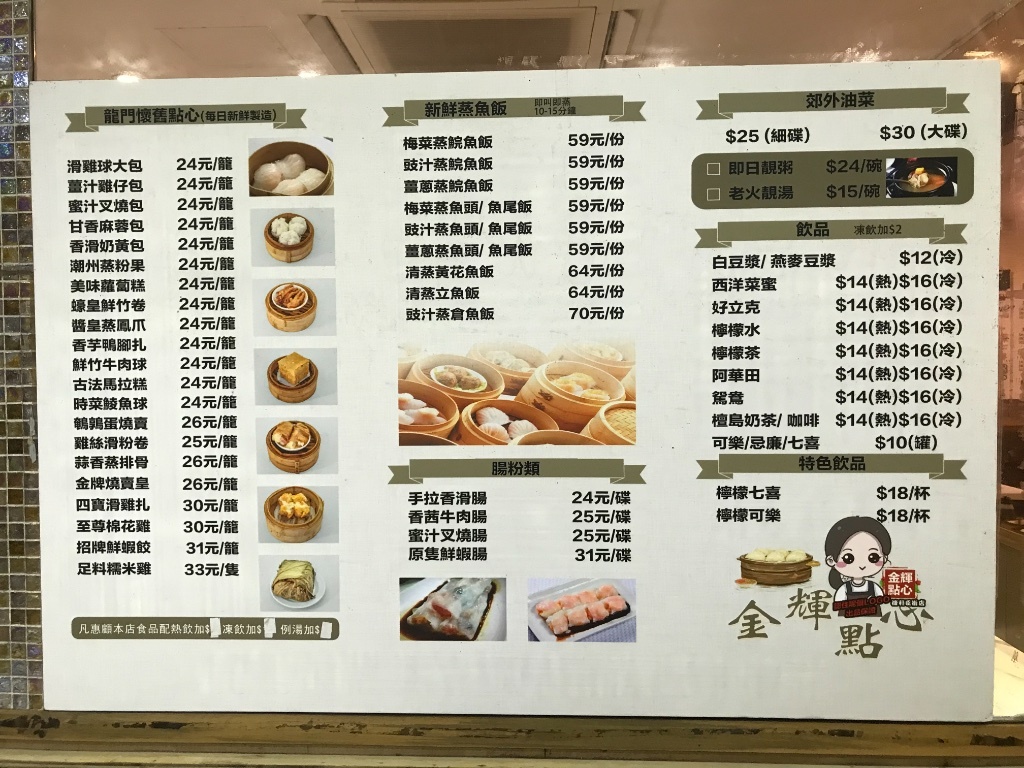 龍門懷舊點心(每日新鮮製造)
滑雞球大包 24元/籠
薑汁雞仔包 24元/籠
蜜汁叉燒包 24元/籠
甘香麻蓉包 24元/籠
香滑奶黃包 24元/籠
潮州蒸粉果 24元/籠
美味蘿蔔糕 24元/籠
蠔皇鮮竹卷 24元/籠
醬皇蒸鳳爪 24元/籠
香芋鴨腳扎 24元/籠
鮮竹牛肉球 24元/籠
古法馬拉糕 24元/籠
時菜鯪魚球 24元/籠
鵪鶉蛋燒賣 26元/籠
雞絲滑粉卷 25元/籠
蒜香蒸排骨 26元/籠
金牌燒賣皇 26元/籠
四寶滑雞扎 30元/籠
至尊棉花雞 30元/籠
招牌鮮蝦餃 31元/籠
足料糯米雞 33元/隻
凡惠顧本店食品配熱飲加$ 凍飲加$ 例湯加$
新鮮蒸魚飯 即叫即蒸
10-15分鐘
梅菜蒸鯇魚飯 59元/份
豉汁蒸鯇魚飯 59元/份
薑蔥蒸鯇魚飯 59元/份
梅菜蒸魚頭/ 魚尾飯 59元/份
豉汁蒸魚頭/ 魚尾飯 59元/份
薑蔥蒸魚頭/ 魚尾飯 59元/份
清蒸黃花魚飯 64元/份
清蒸立魚飯 64元/份
豉汁蒸倉魚飯 70元/份
腸粉類
手拉香滑腸 24元/碟
香茜牛肉腸 25元/碟
蜜汁叉燒腸 25元/碟
原隻鮮蝦腸 31元/碟
郊外油菜
$25 (細碟) $30 (大碟)
即日靚粥 $24/碗
老火靚湯 $15/碗
飲品 凍飲加$2
白豆漿/ 燕麥豆漿 $12(冷)
西洋菜蜜 $14(熱)$16(冷)
好立克 $14(熱)$16(冷)
檸檬水 $14(熱)$16(冷)
檸檬茶 $14(熱)$16(冷)
阿華田 $14(熱)$16(冷)
鴛鴦 $14(熱)$16(冷)
檀島奶茶/ 咖啡 $14(熱)$16(冷)
可樂/忌廉/七喜 $10(罐)
特色飲品
檸檬七喜 $18/杯
檸檬可樂 $18/杯
金輝
點心
金輝點心